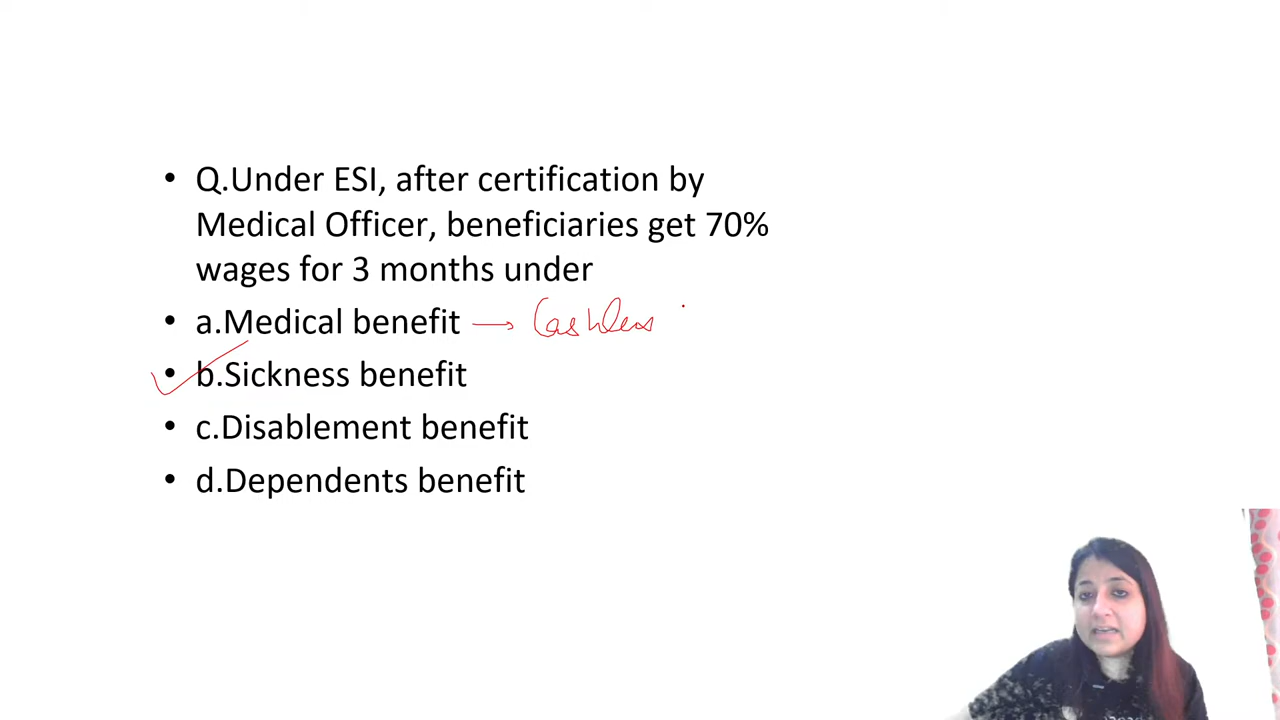 • Q.Under ESI, after certification by
Medical Officer, beneficiaries get 70%
wages for 3 months under
• a.Medical benefit → Cashless
• b.Sickness benefit
• c.Disablement benefit
• d.Dependents benefit